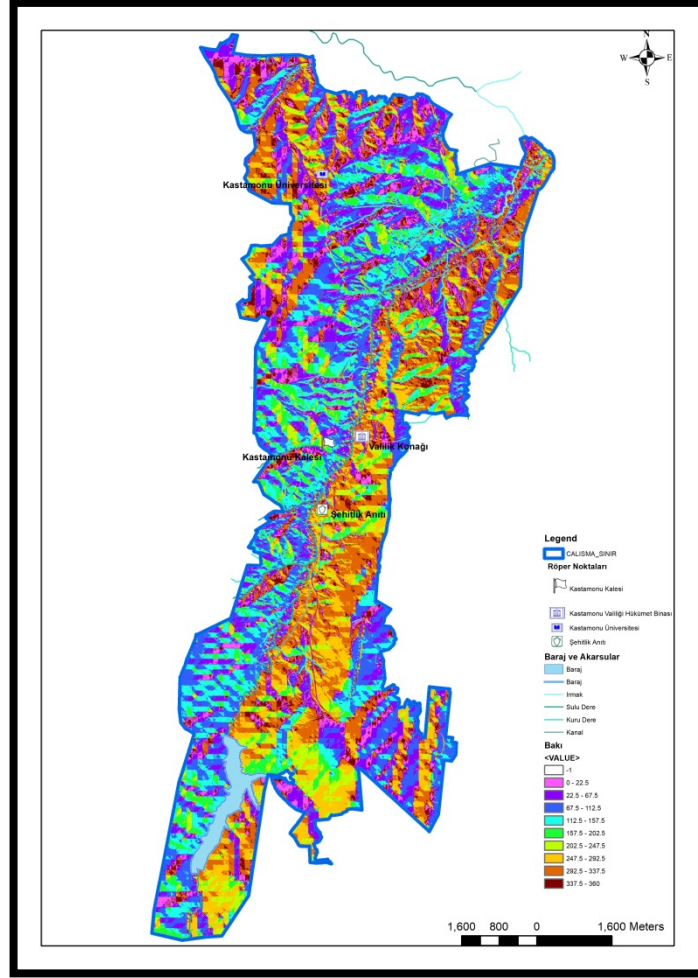 N
W E
S
Kastamonu Üniversitesi
Valilik Konağı
Kastamonu Kalesi
Şehitlik Anıtı
Legend
CALISMA_SINIR
Röper Noktaları
Kastamonu Kalesi
Kastamonu Valiliği Hükümet Binası
Kastamonu Üniversitesi
Şehitlik Anıtı
Baraj ve Akarsular
Baraj
Baraj
Irmak
Sulu Dere
Kuru Dere
Kanal
Bakı
<VALUE>
-1
0 - 22.5
22.5 - 67.5
67.5 - 112.5
112.5 - 157.5
157.5 - 202.5
202.5 - 247.5
247.5 - 292.5
292.5 - 337.5
337.5 - 360
1,600 800 0 1,600 Meters